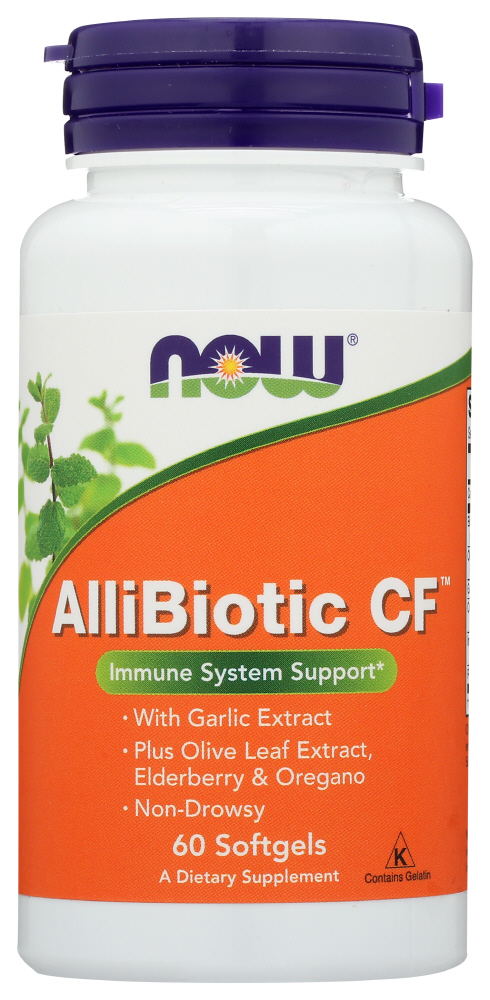 NOW®
AlliBiotic CF™
Immune System Support*
• With Garlic Extract
• Plus Olive Leaf Extract,
Elderberry & Oregano
• Non-Drowsy
60 Softgels
A Dietary Supplement
K
Contains Gelatin